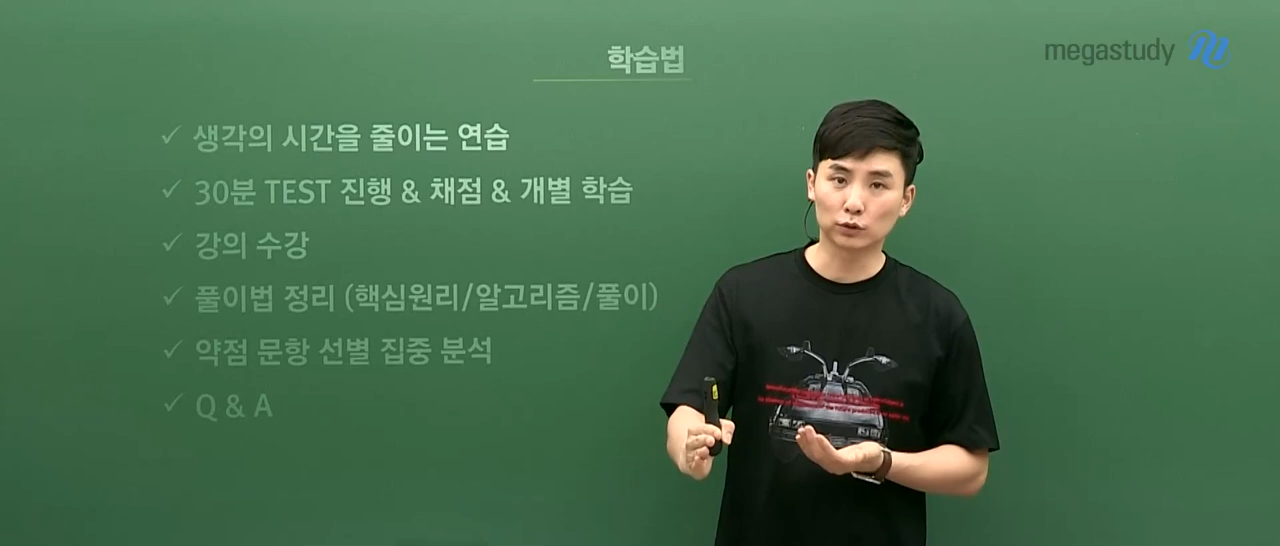 학습법
megastudy
✓ 생각의 시간을 줄이는 연습
✓ 30분 TEST 진행 & 채점 & 개별 학습
✓ 강의 수강
✓ 풀이법 정리 (핵심원리/알고리즘/풀이)
✓ 약점 문항 선별 집중 분석
✓ Q & A